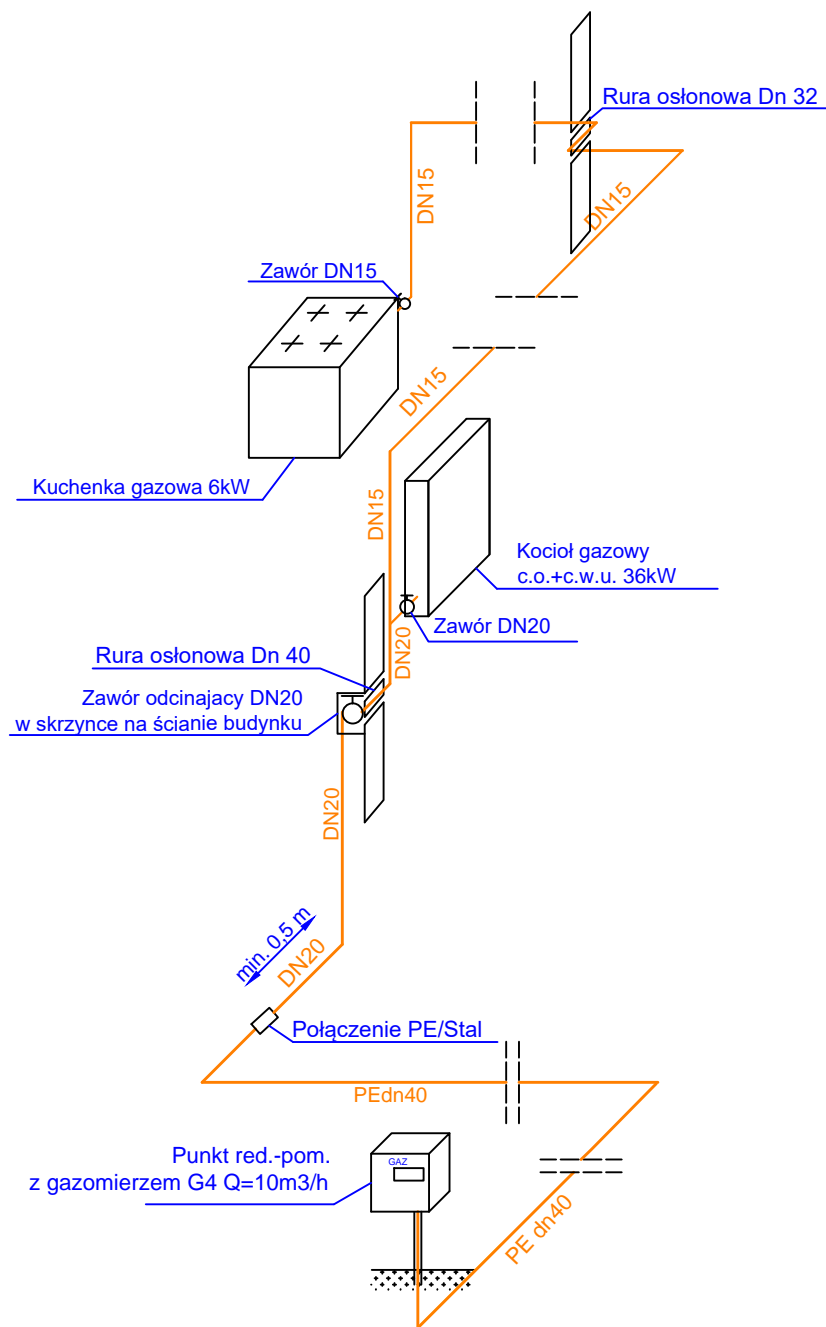 Rura osłonowa Dn 32
DN15
DN15
Zawór DN15
DN15
Kuchenka gazowa 6kW
DN15
Kocioł gazowy
c.o.+c.w.u. 36kW
Zawór DN20
DN20
Rura osłonowa Dn 40
Zawór odcinajacy DN20
w skrzynce na ścianie budynku
DN20
min. 0,5 m
DN20
Połączenie PE/Stal
PEdn40
Punkt red.-pom.
z gazomierzem G4 Q=10m3/h
GAZ
PE dn40